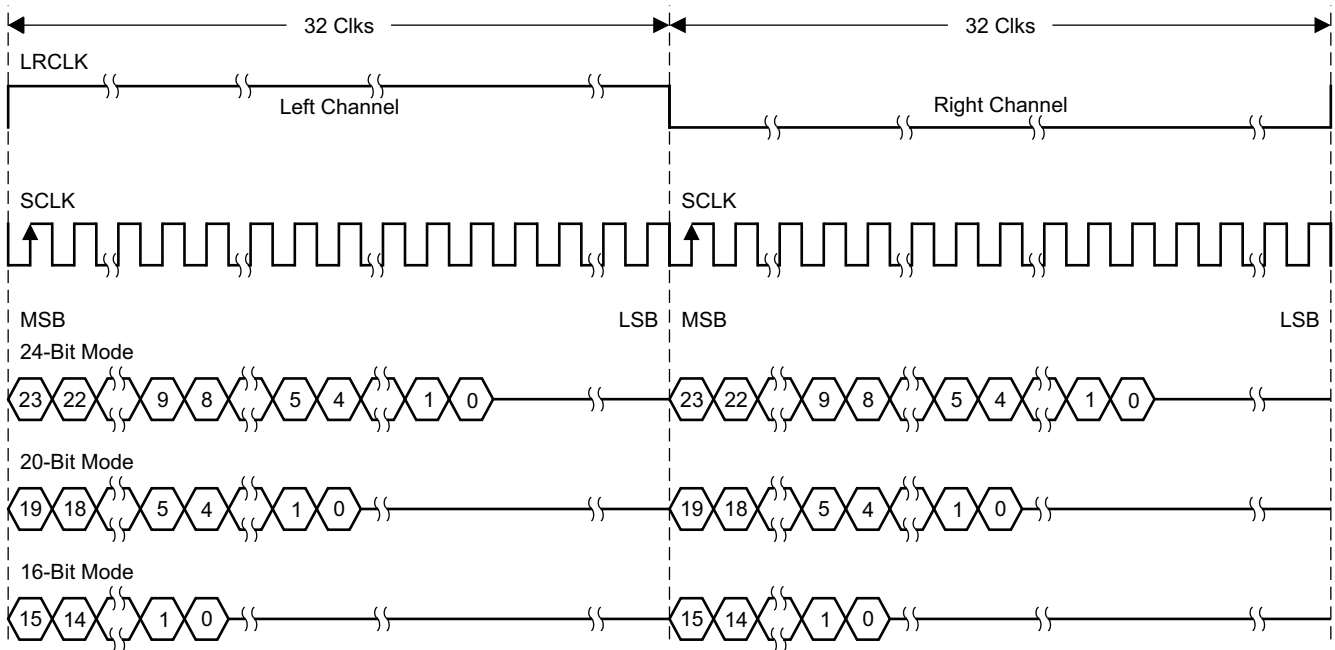 32 Clks 32 Clks
LRCLK
Left Channel Right Channel
SCLK SCLK
MSB LSB MSB LSB
24-Bit Mode
23 22 9 8 5 4 1 0 23 22 9 8 5 4 1 0
20-Bit Mode
19 18 5 4 1 0 19 18 5 4 1 0
16-Bit Mode
15 14 1 0 15 14 1 0